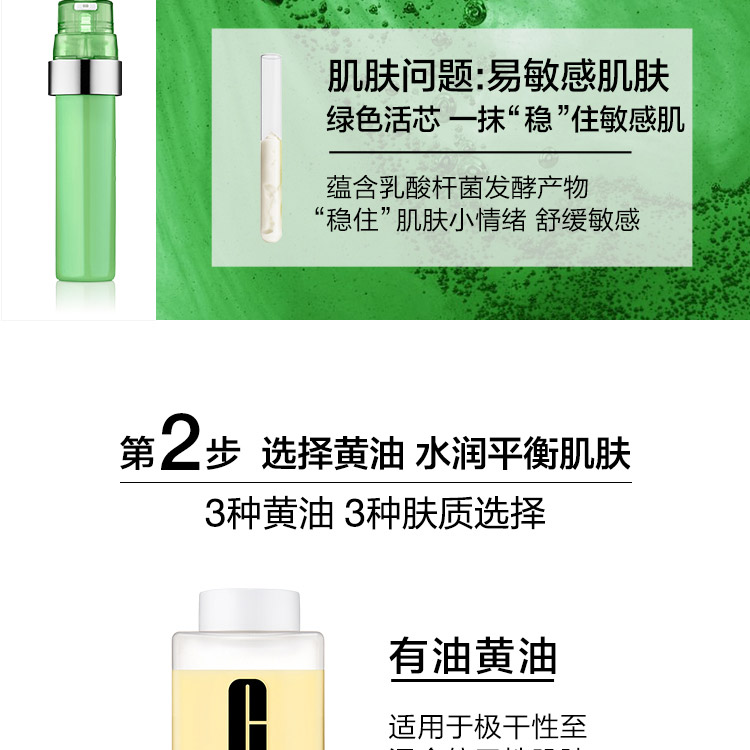 肌肤问题:易敏感肌肤
绿色活芯 一抹“稳”住敏感肌
蕴含乳酸杆菌发酵产物
“稳住”肌肤小情绪 舒缓敏感
第2步 选择黄油 水润平衡肌肤
3种黄油 3种肤质选择
有油黄油
适用于极干性至